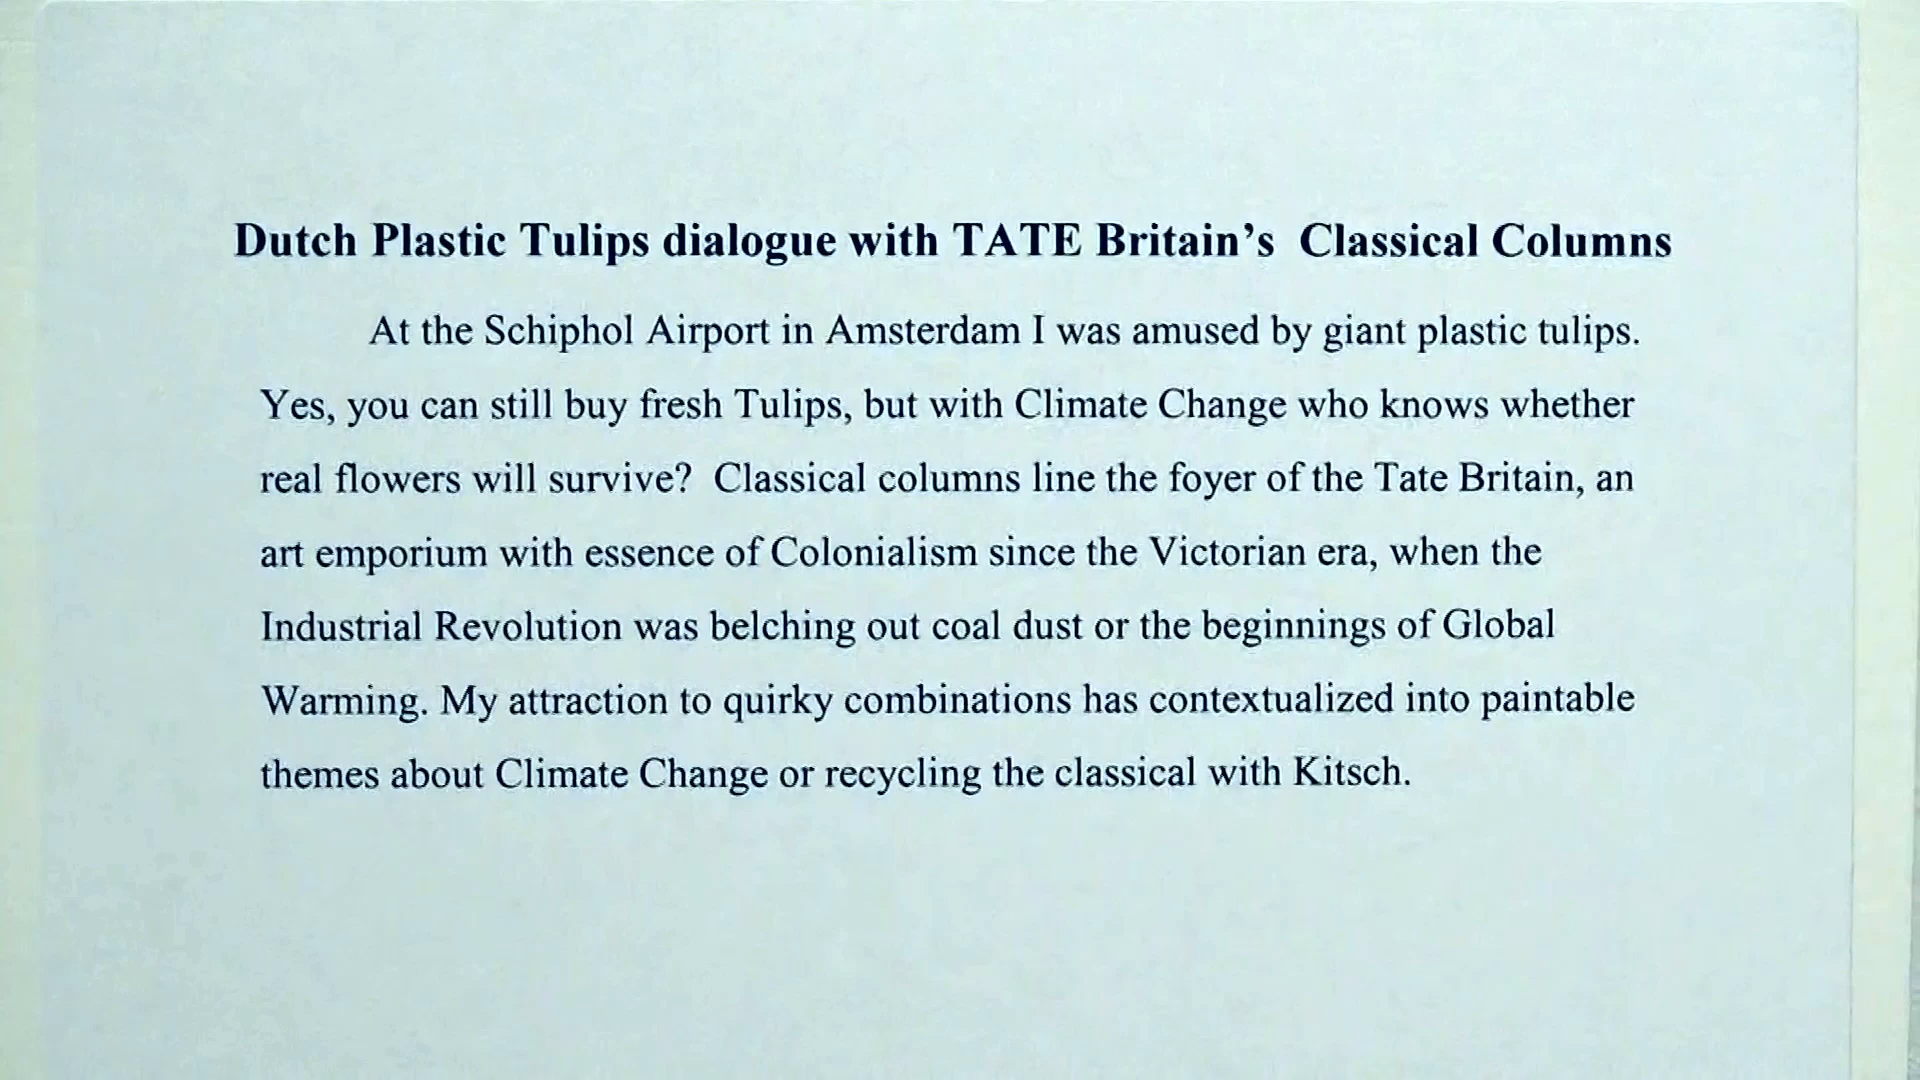 Dutch Plastic Tulips dialogue with TATE Britain's  Classical Columns
At the Schiphol Airport in Amsterdam I was amused by giant plastic tulips.
Yes, you can still buy fresh Tulips, but with Climate Change who knows whether
real flowers will survive?  Classical columns line the foyer of the Tate Britain, an
art emporium with essence of Colonialism since the Victorian era, when the
Industrial Revolution was belching out coal dust or the beginnings of Global
Warming. My attraction to quirky combinations has contextualized into paintable
themes about Climate Change or recycling the classical with Kitsch.